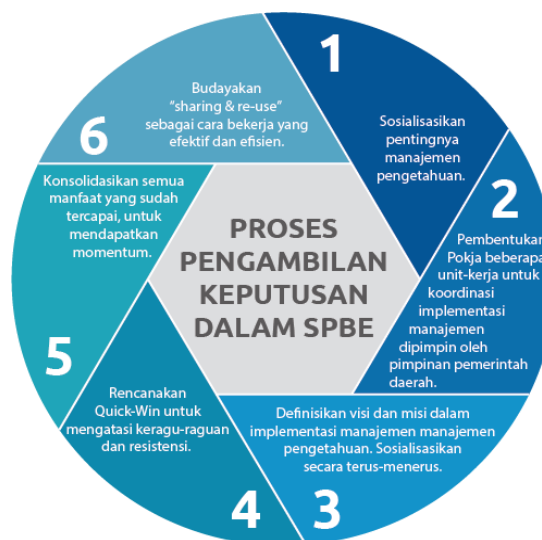 1
Sosialisasikan
pentingnya
manajemen
pengetahuan.
2
Pembentukan
Pokja beberapa
unit-kerja untuk
koordinasi
implementasi
manajemen
dipimpin oleh
pimpinan pemerintah
daerah.
3
Definisikan visi dan misi dalam
implementasi manajemen manajemen
pengetahuan. Sosialisasikan
secara terus-menerus.
4
Rencanakan
Quick-Win untuk
mengatasi keragu-raguan
dan resistensi.
5
Konsolidasikan semua
manfaat yang sudah
tercapai, untuk
mendapatkan
momentum.
6
Budayakan
“sharing & re-use”
sebagai cara bekerja yang
efektif dan efisien.
PROSES
PENGAMBILAN
KEPUTUSAN
DALAM SPBE